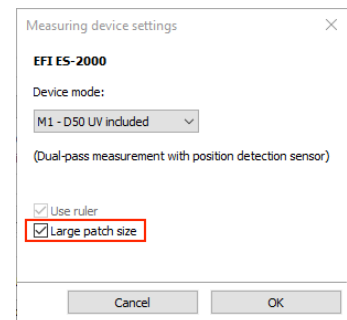 Measuring device settings
EFI ES-2000
Device mode:
M1 - D50 UV included
(Dual-pass measurement with position detection sensor)
Use ruler
Large patch size
Cancel OK